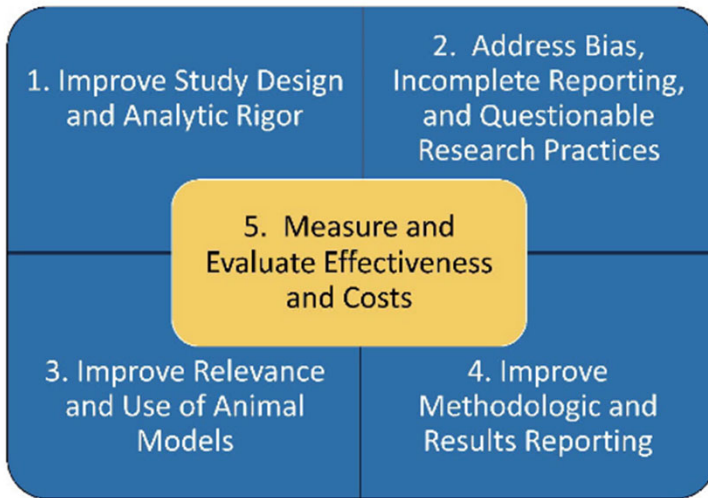 1. Improve Study Design
and Analytic Rigor
2. Address Bias,
Incomplete Reporting,
and Questionable
Research Practices
5. Measure and
Evaluate Effectiveness
and Costs
3. Improve Relevance
and Use of Animal
Models
4. Improve
Methodologic and
Results Reporting